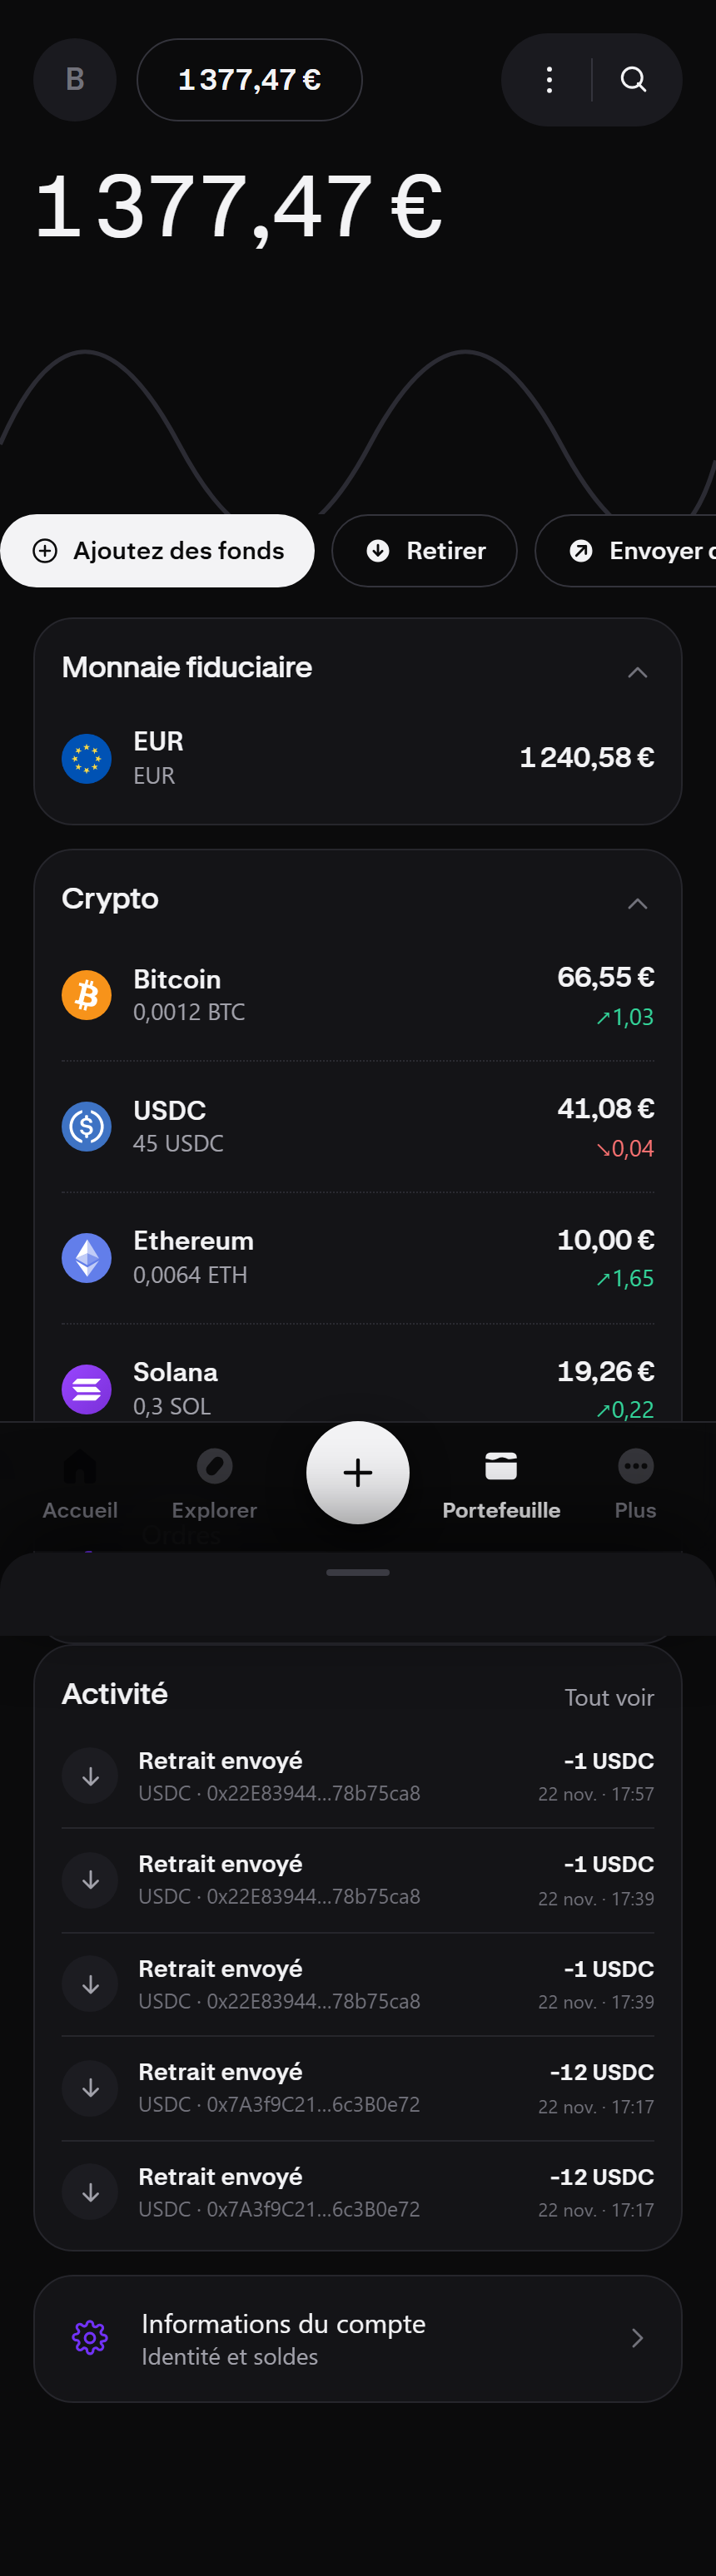 B
1 377,47 €
1 377,47 €
Ajoutez des fonds
Retirer
Envoyer
Monnaie fiduciaire
EUR
1 240,58 €
EUR
Crypto
Bitcoin
66,55 €
0,0012 BTC
↗1,03
USDC
41,08 €
45 USDC
↘0,04
Ethereum
10,00 €
0,0064 ETH
↗1,65
Solana
19,26 €
0,3 SOL
↗0,22
Accueil
Explorer
Portefeuille
Plus
Ordres
Activité
Tout voir
Retrait envoyé
-1 USDC
USDC · 0x22E83944...78b75ca8
22 nov. · 17:57
Retrait envoyé
-1 USDC
USDC · 0x22E83944...78b75ca8
22 nov. · 17:39
Retrait envoyé
-1 USDC
USDC · 0x22E83944...78b75ca8
22 nov. · 17:39
Retrait envoyé
-12 USDC
USDC · 0x7A3f9C21...6c3B0e72
22 nov. · 17:17
Retrait envoyé
-12 USDC
USDC · 0x7A3f9C21...6c3B0e72
22 nov. · 17:17
Informations du compte
Identité et soldes